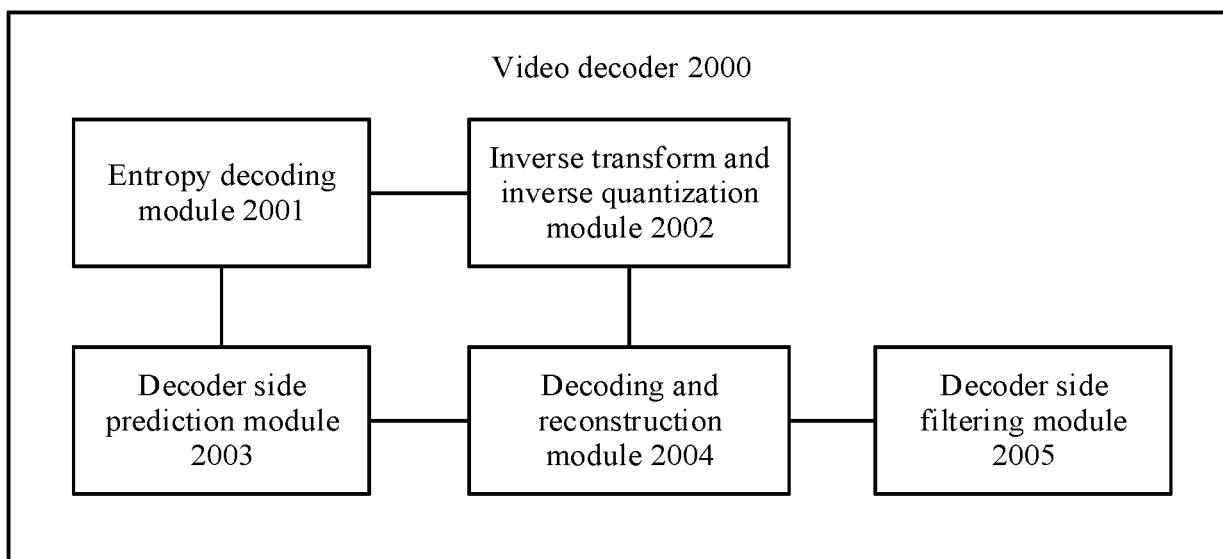 Video decoder 2000
Entropy decoding
module 2001
Inverse transform and
inverse quantization
module 2002
Decoder side
prediction module
2003
Decoding and
reconstruction
module 2004
Decoder side
filtering module
2005